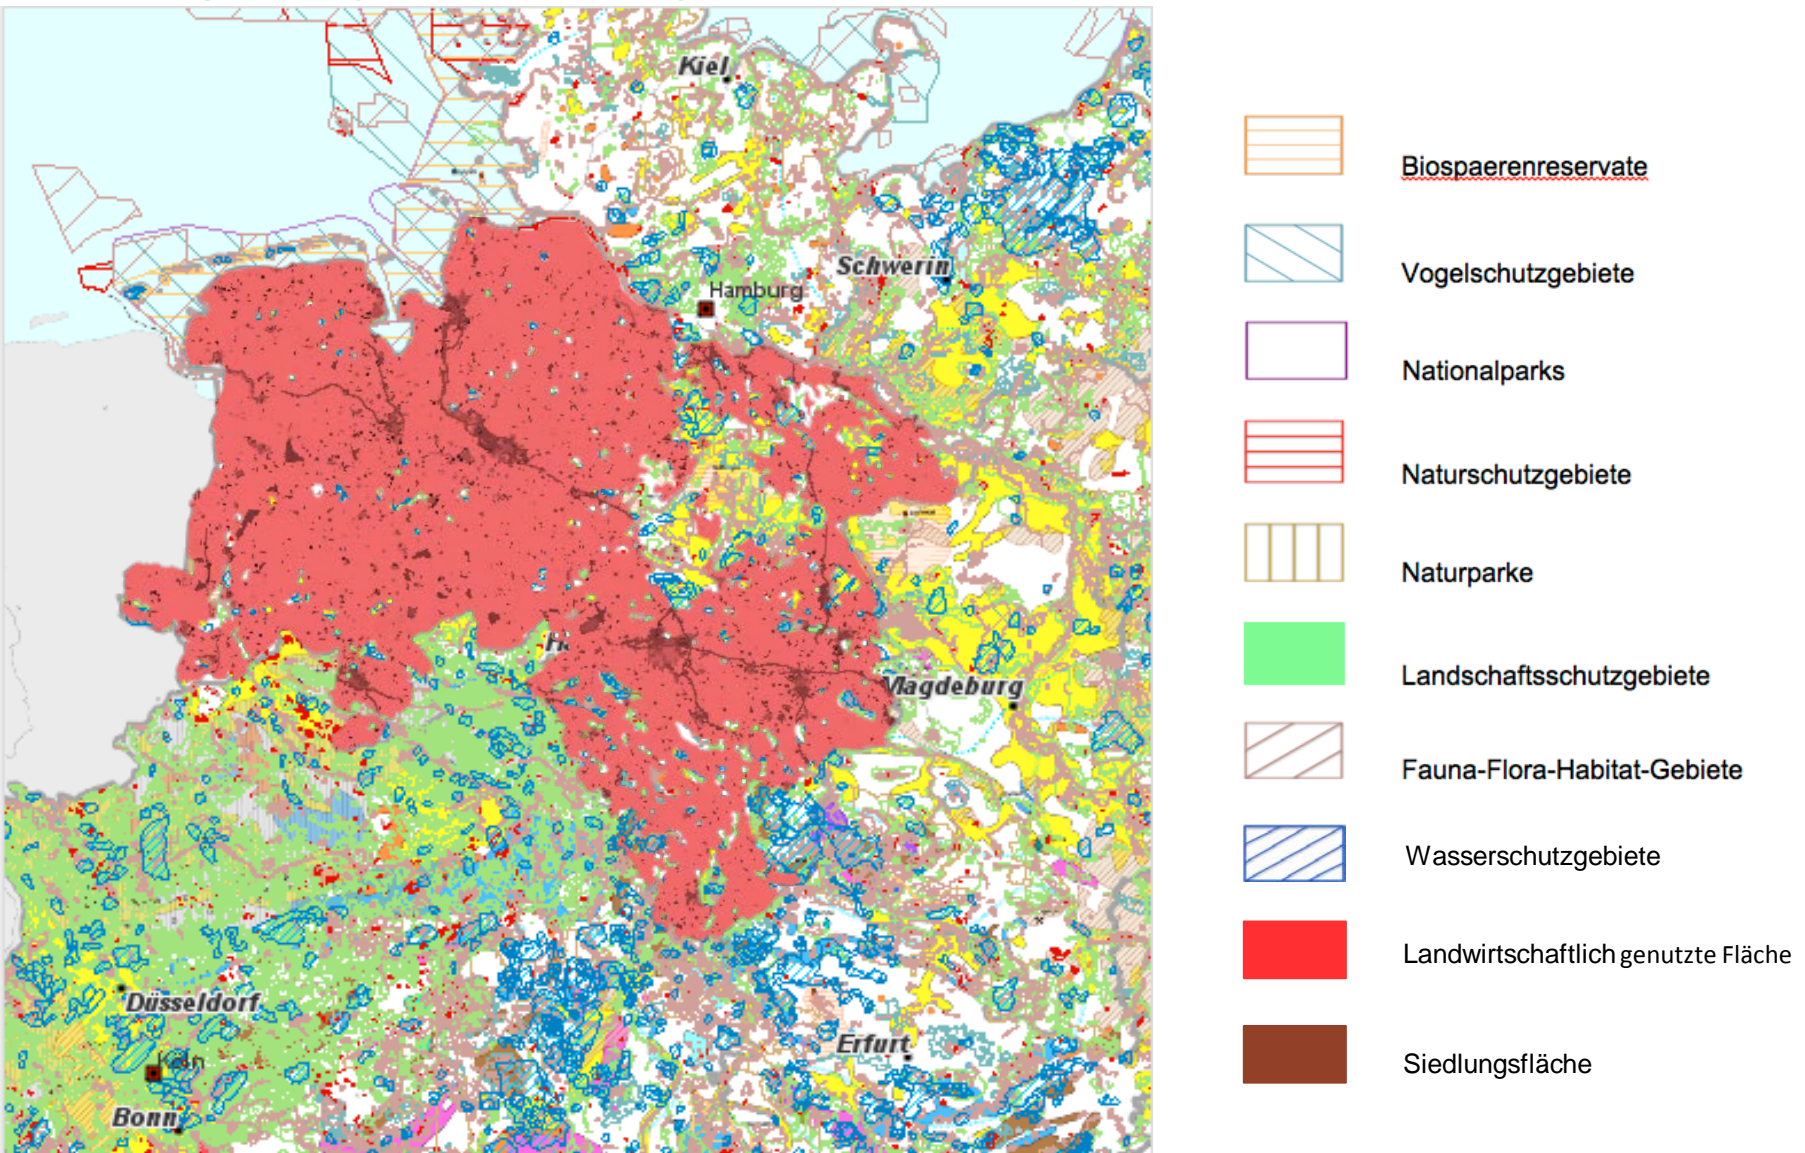 Kiel
Schwerin
Hamburg
H
Magdeburg
Düsseldorf
Köln
Bonn
Erfurt
Biospaerenreservate
Vogelschutzgebiete
Nationalparks
Naturschutzgebiete
Naturparke
Landschaftsschutzgebiete
Fauna-Flora-Habitat-Gebiete
Wasserschutzgebiete
Landwirtschaftlich genutzte Fläche
Siedlungsfläche